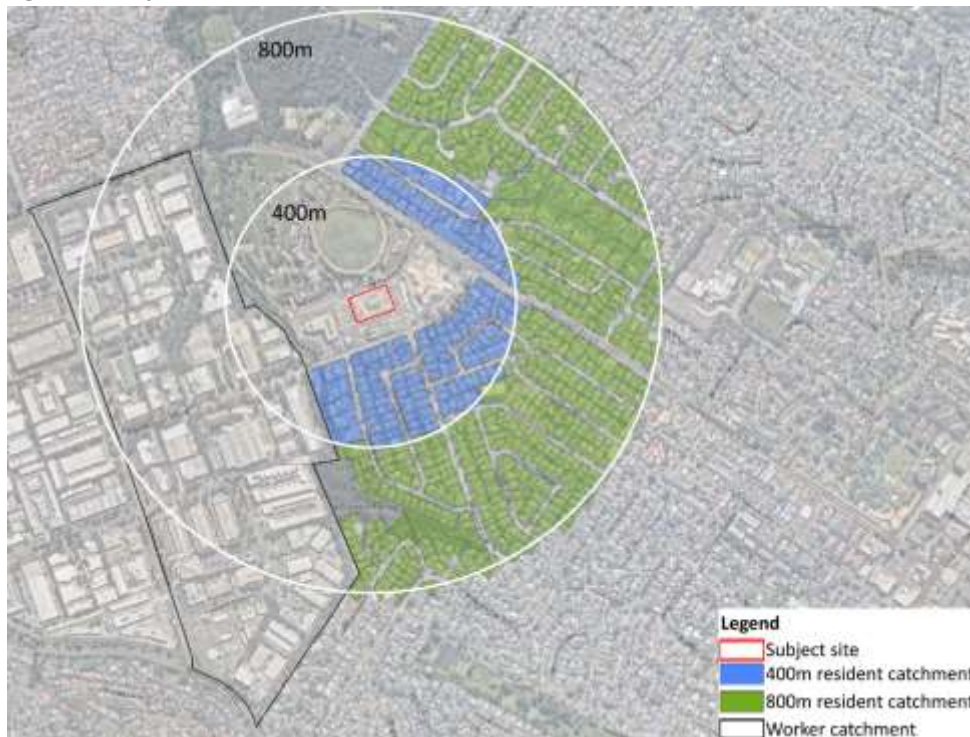 800m
400m
Legend
Subject site
400m resident catchment
800m resident catchment
Worker catchment